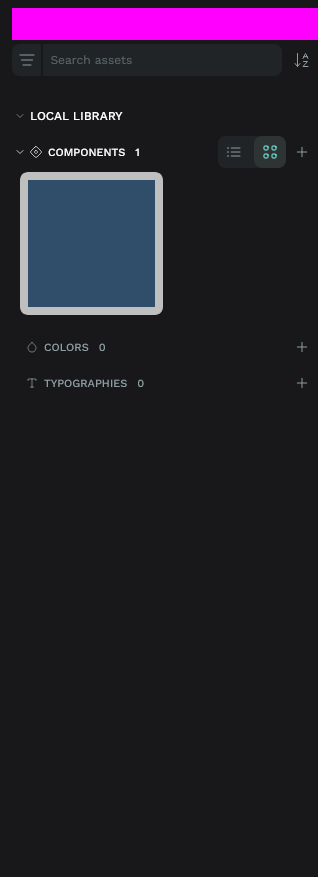 Search assets
LOCAL LIBRARY
COMPONENTS 1
COLORS 0
TYPOGRAPHIES 0